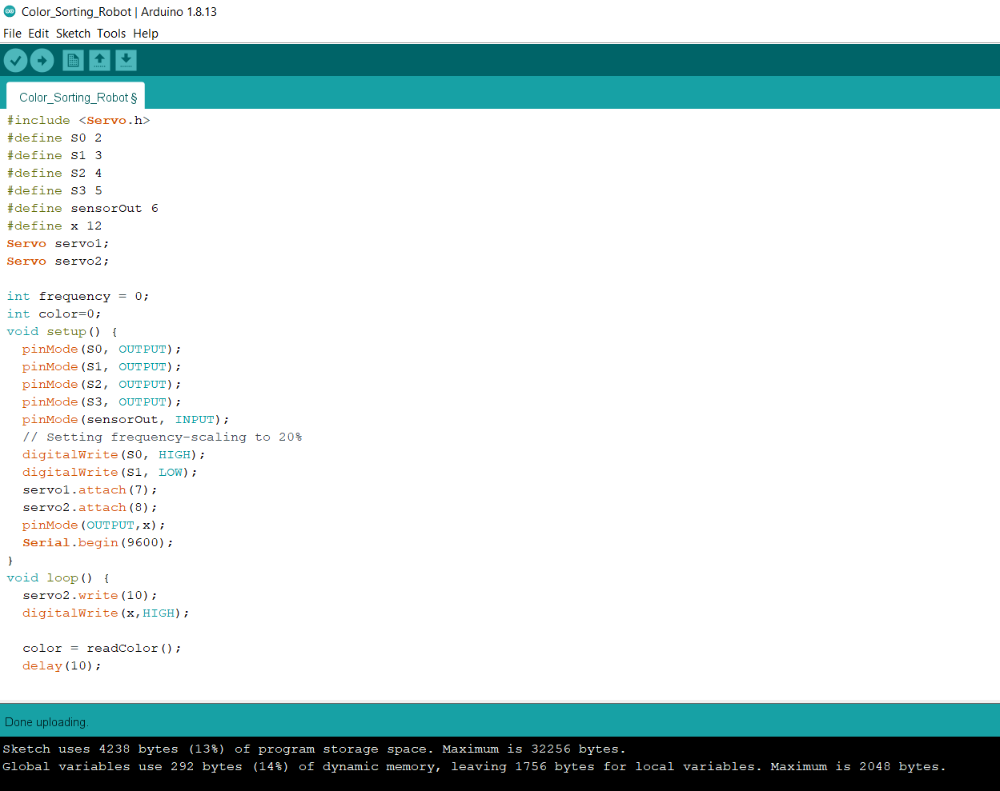 Color_Sorting_Robot | Arduino 1.8.13
File Edit Sketch Tools Help
Color_Sorting_Robot §
#include <Servo.h>
#define S0 2
#define S1 3
#define S2 4
#define S3 5
#define sensorOut 6
#define x 12
Servo servo1;
Servo servo2;
int frequency = 0;
int color=0;
void setup() {
pinMode(S0, OUTPUT);
pinMode(S1, OUTPUT);
pinMode(S2, OUTPUT);
pinMode(S3, OUTPUT);
pinMode(sensorOut, INPUT);
// Setting frequency-scaling to 20%
digitalWrite(S0, HIGH);
digitalWrite(S1, LOW);
servo1.attach(7);
servo2.attach(8);
pinMode(OUTPUT,x);
Serial.begin(9600);
}
void loop() {
servo2.write(10);
digitalWrite(x,HIGH);
color = readColor();
delay(10);
Done uploading.
Sketch uses 4238 bytes (13%) of program storage space. Maximum is 32256 bytes.
Global variables use 292 bytes (14%) of dynamic memory, leaving 1756 bytes for local variables. Maximum is 2048 bytes.